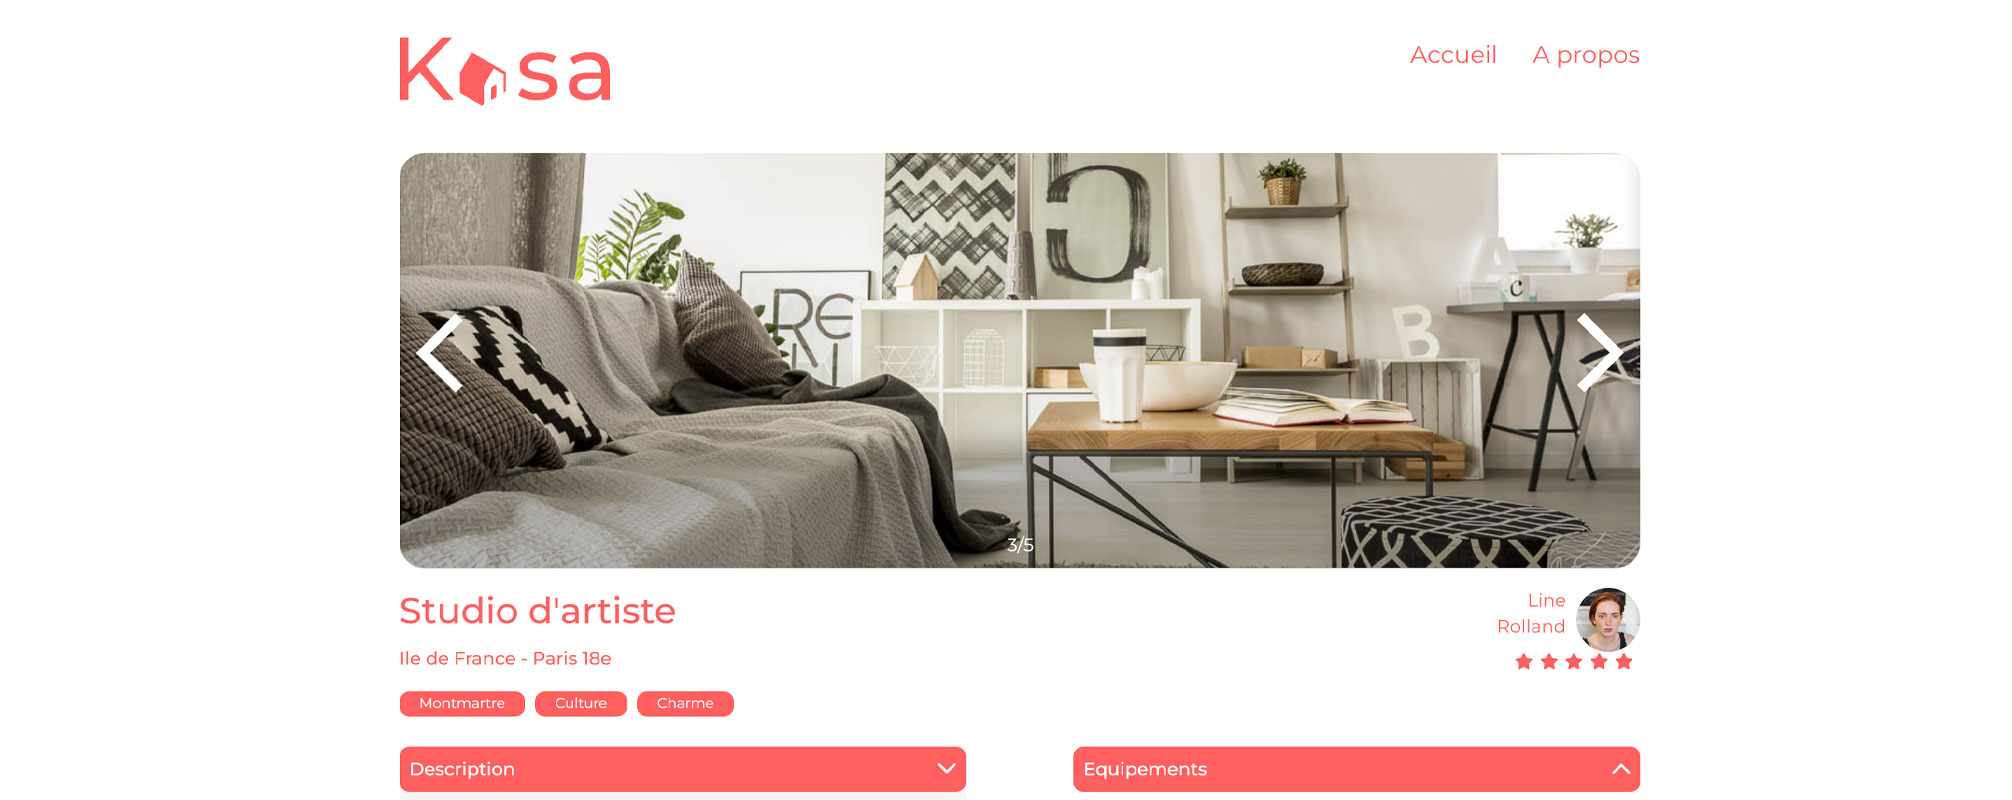 Kasa
Accueil
A propos
5
RE
A
C
B
3/5
Studio d'artiste
Ile de France - Paris 18e
Montmartre
Culture
Charme
Line
Rolland
Description
Equipements